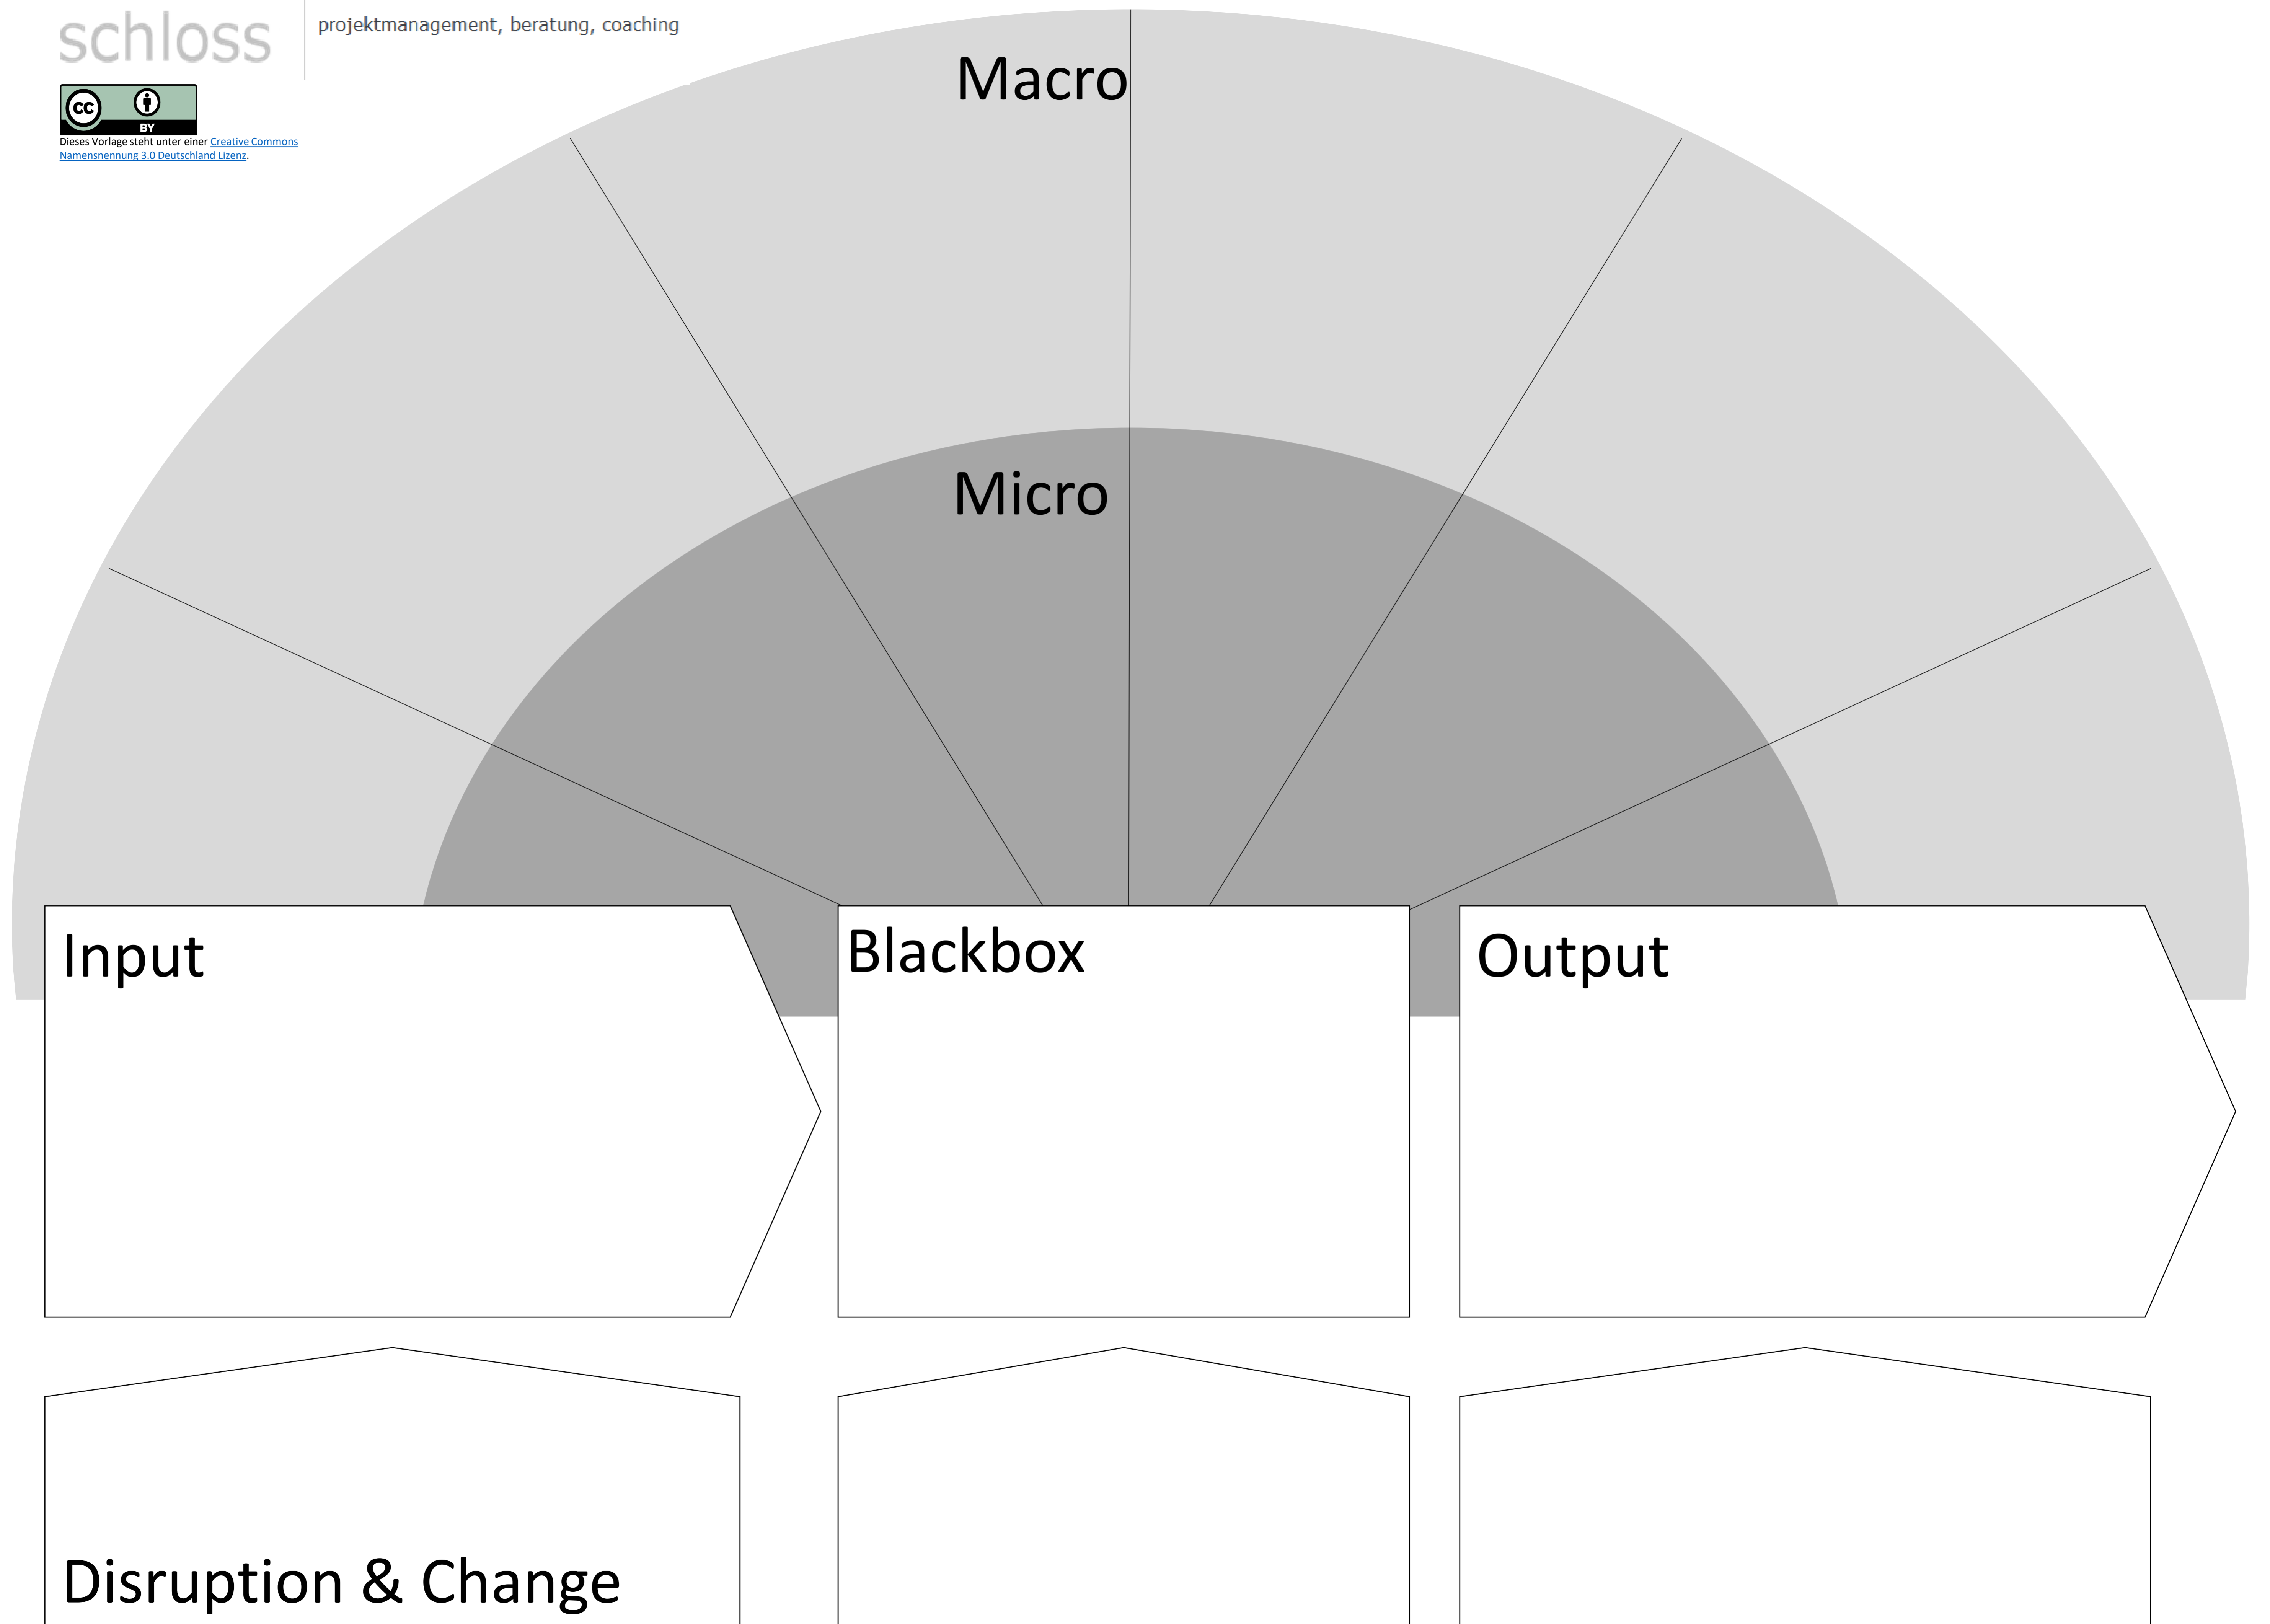 schloss
projektmanagement, beratung, coaching
cc
BY
Dieses Vorlage steht unter einer Creative Commons
Namensnennung 3.0 Deutschland Lizenz.
Macro
Micro
Input
Blackbox
Output
Disruption & Change